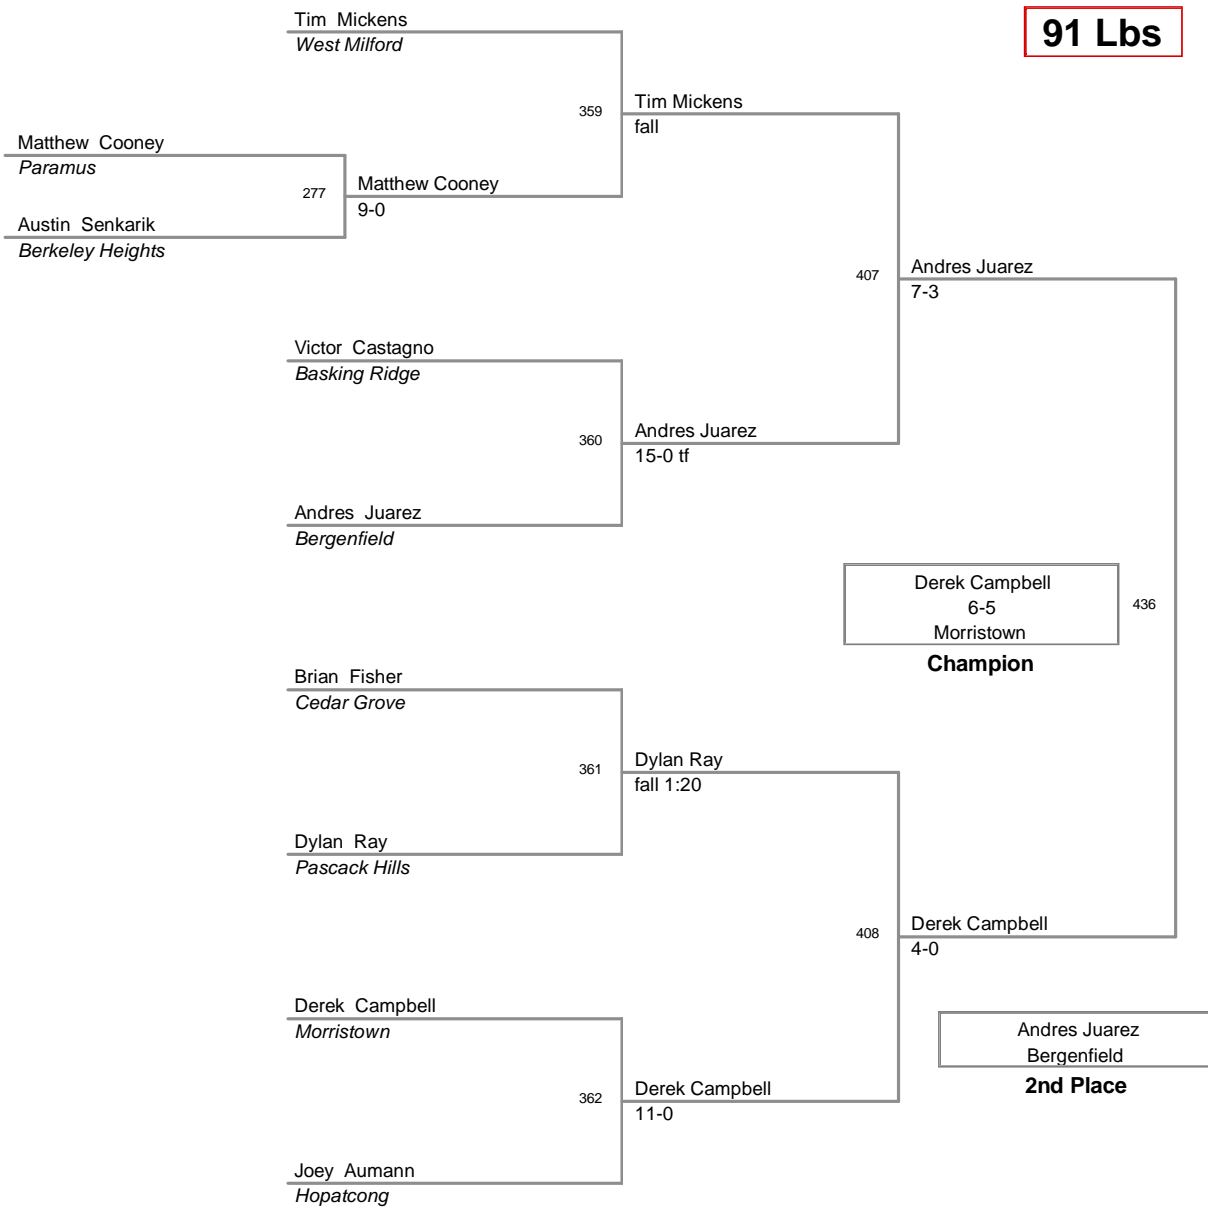 Tim  Mickens
West Milford
91 Lbs
359
Tim Mickens
fall
Matthew  Cooney
Paramus
277
Matthew Cooney
9-0
Austin  Senkarik
Berkeley Heights
407
Andres Juarez
7-3
Victor  Castagno
Basking Ridge
360
Andres Juarez
15-0 tf
Andres  Juarez
Bergenfield
Derek Campbell
6-5
Morristown
436
Champion
Brian  Fisher
Cedar Grove
361
Dylan Ray
fall 1:20
Dylan  Ray
Pascack Hills
408
Derek Campbell
4-0
Derek  Campbell
Morristown
Andres Juarez
Bergenfield
2nd Place
362
Derek Campbell
11-0
Joey  Aumann
Hopatcong